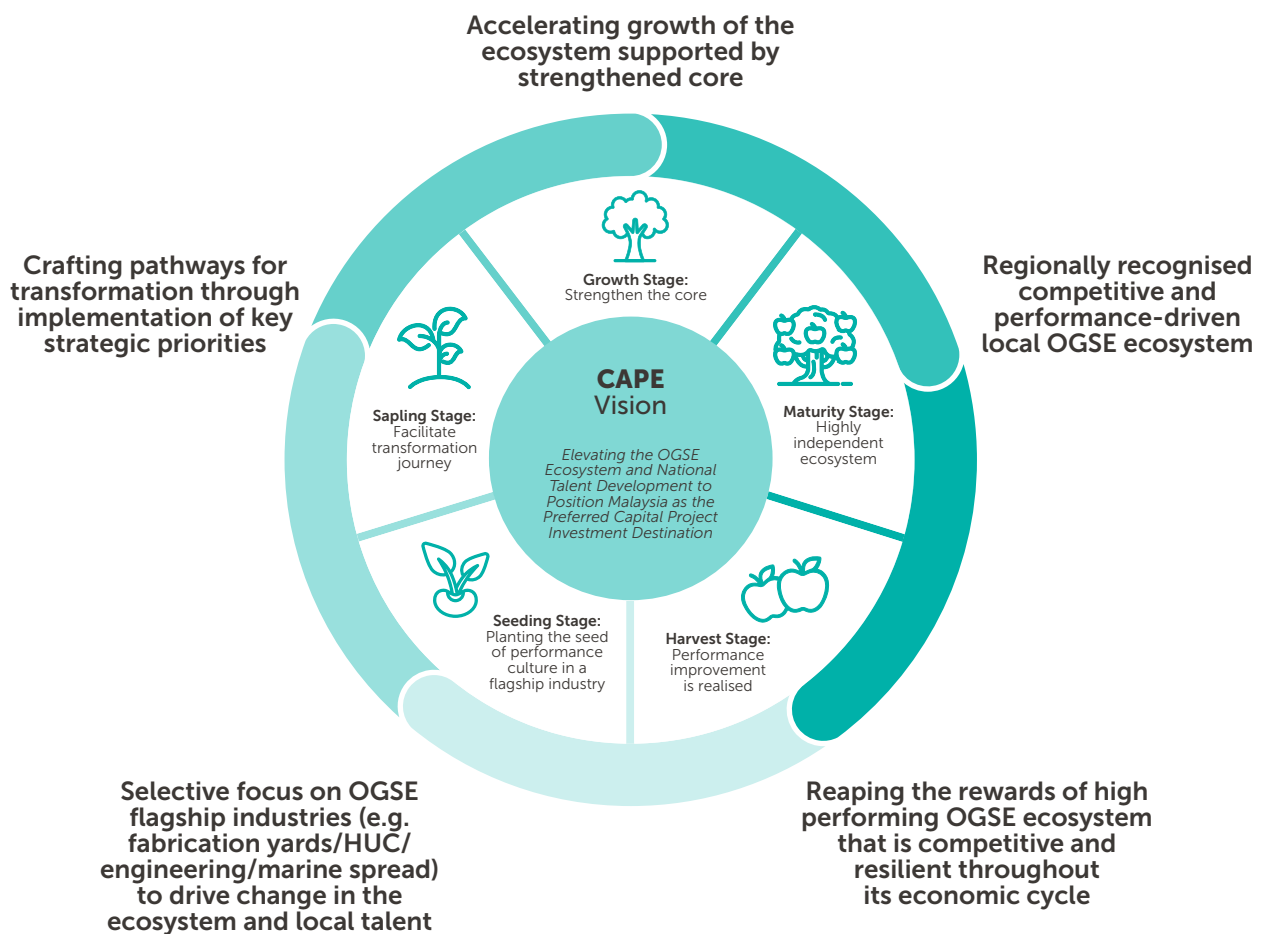 Accelerating growth of the
ecosystem supported by
strengthened core
Crafting pathways for
transformation through
implementation of key
strategic priorities
Regionally recognised
competitive and
performance-driven
local OGSE ecosystem
Growth Stage:
Strengthen the core
Sapling Stage:
Facilitate
transformation
journey
CAPE
Vision
Elevating the OGSE
Ecosystem and National
Talent Development to
Position Malaysia as the
Preferred Capital Project
Investment Destination
Maturity Stage:
Highly
independent
ecosystem
Seeding Stage:
Planting the seed
of performance
culture in a
flagship industry
Harvest Stage:
Performance
improvement
is realised
Selective focus on OGSE
flagship industries (e.g.
fabrication yards/HUC/
engineering/marine spread)
to drive change in the
ecosystem and local talent
Reaping the rewards of high
performing OGSE ecosystem
that is competitive and
resilient throughout
its economic cycle